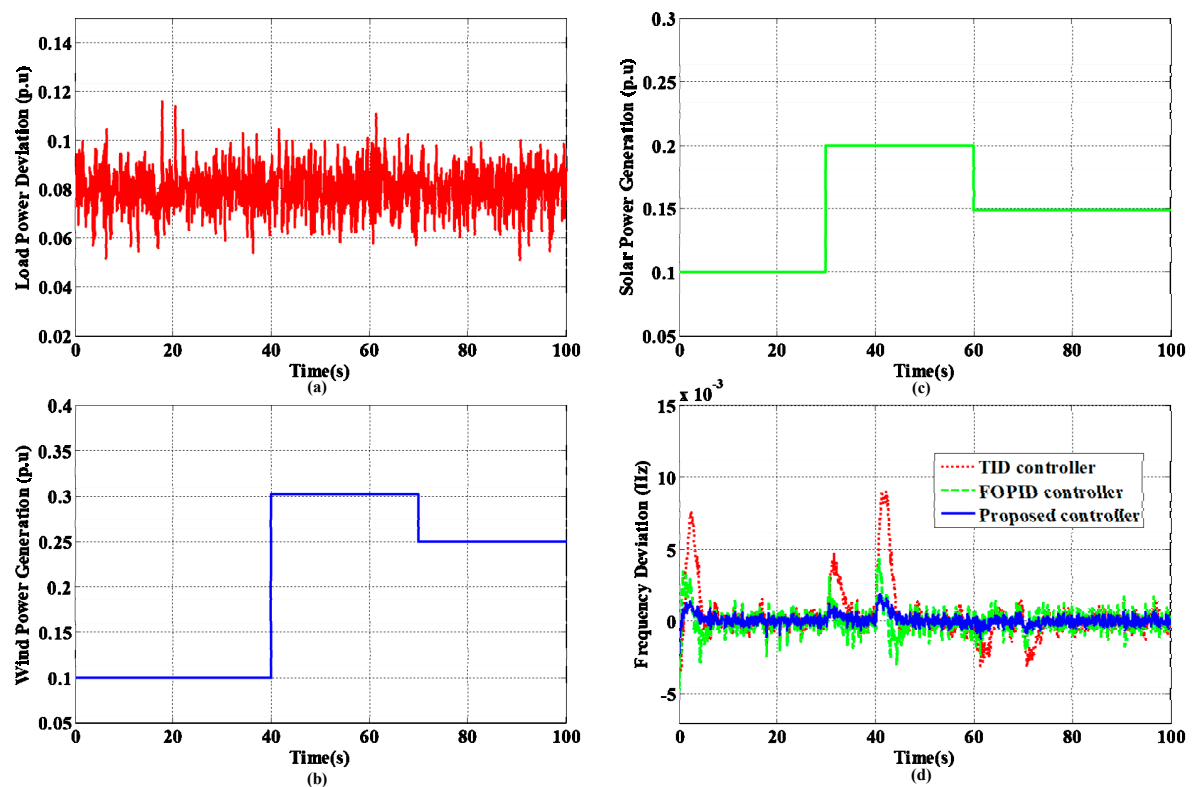 0.14
0.12
0.1
0.08
0.06
0.04
0.02
Load Power Deviation (p.u)
0 20 40 60 80 100
Time(s)
(a)
0.3
0.25
0.2
0.15
0.1
0.05
Solar Power Generation (p.u)
0 20 40 60 80 100
Time(s)
(c)
0.4
0.35
0.3
0.25
0.2
0.15
0.1
0.05
Wind Power Generation (p.u)
0 20 40 60 80 100
Time(s)
(b)
x 10-3
15
10
5
0
-5
Frequency Deviation (Hz)
TID controller
FOPID controller
Proposed controller
0 20 40 60 80 100
Time(s)
(d)